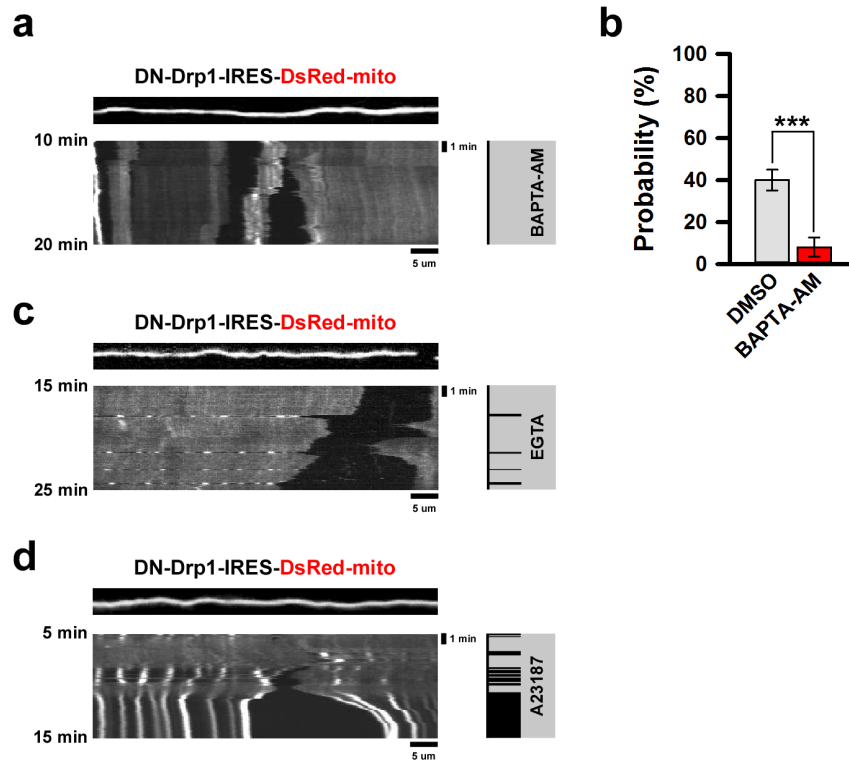 a
DN-Drp1-IRES-DsRed-mito
10 min
20 min
1 min
BAPTA-AM
5 um
b
Probability (%)
100
80
60
40
20
0
***
DMSO
BAPTA-AM
c
DN-Drp1-IRES-DsRed-mito
15 min
25 min
1 min
EGTA
5 um
d
DN-Drp1-IRES-DsRed-mito
5 min
15 min
1 min
A23187
5 um